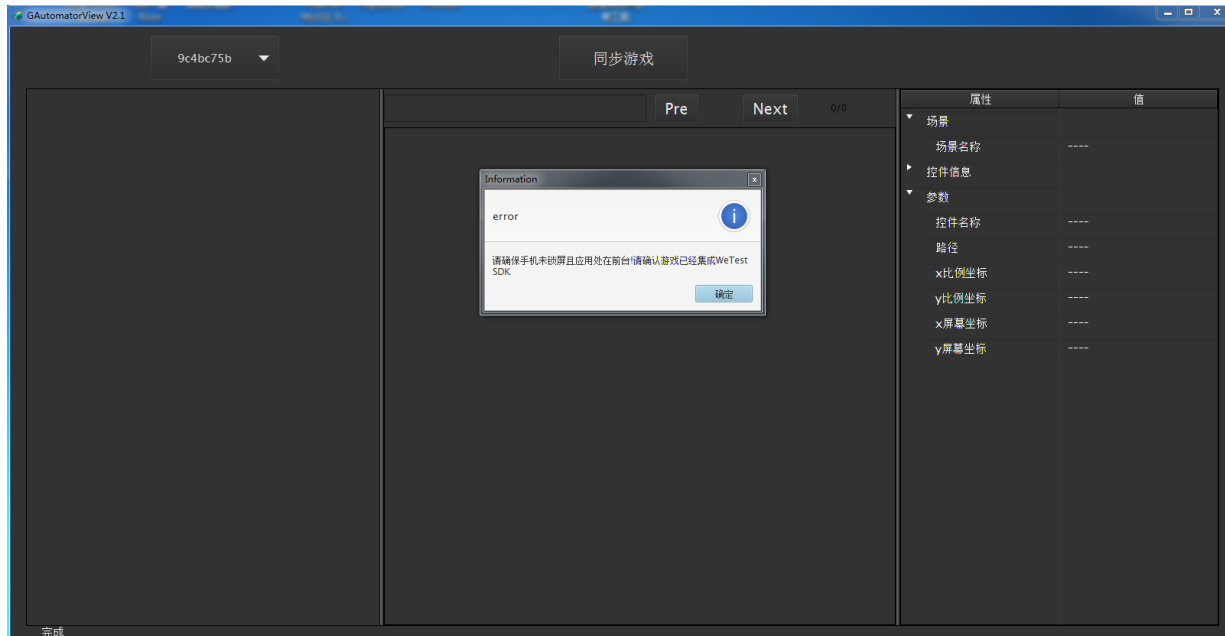 GAutomatorView V2.1
9c4bc75b
同步游戏
Pre
Next
0/0
属性 值
场景
场景名称 ----
控件信息
参数
控件名称 ----
路径 ----
x比例坐标 ----
y比例坐标 ----
x屏幕坐标 ----
y屏幕坐标 ----
Information
error
请确保手机未锁屏且应用处在前台!请确认游戏已经集成WeTest
SDK
确定
完成